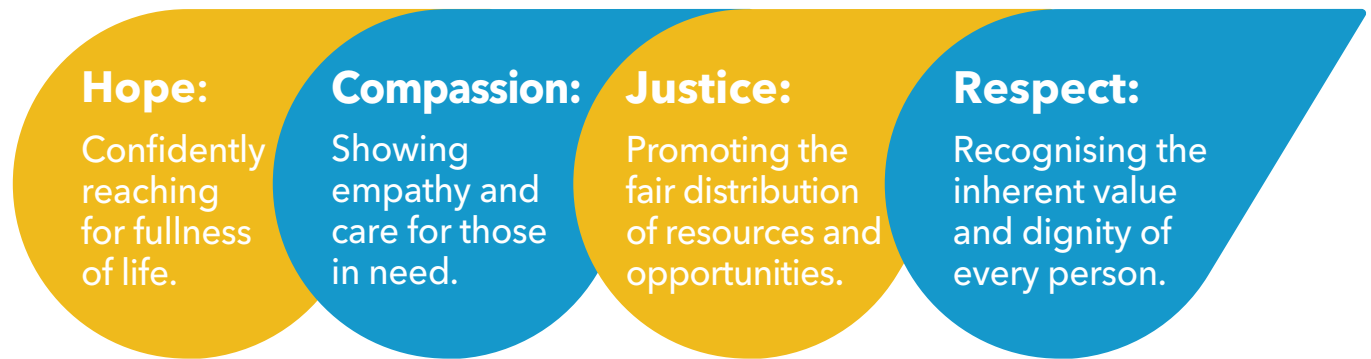 Hope:
Confidently
reaching
for fullness
of life.
Compassion:
Showing
empathy and
care for those
in need.
Justice:
Promoting the
fair distribution
of resources and
opportunities.
Respect:
Recognising the
inherent value
and dignity of
every person.